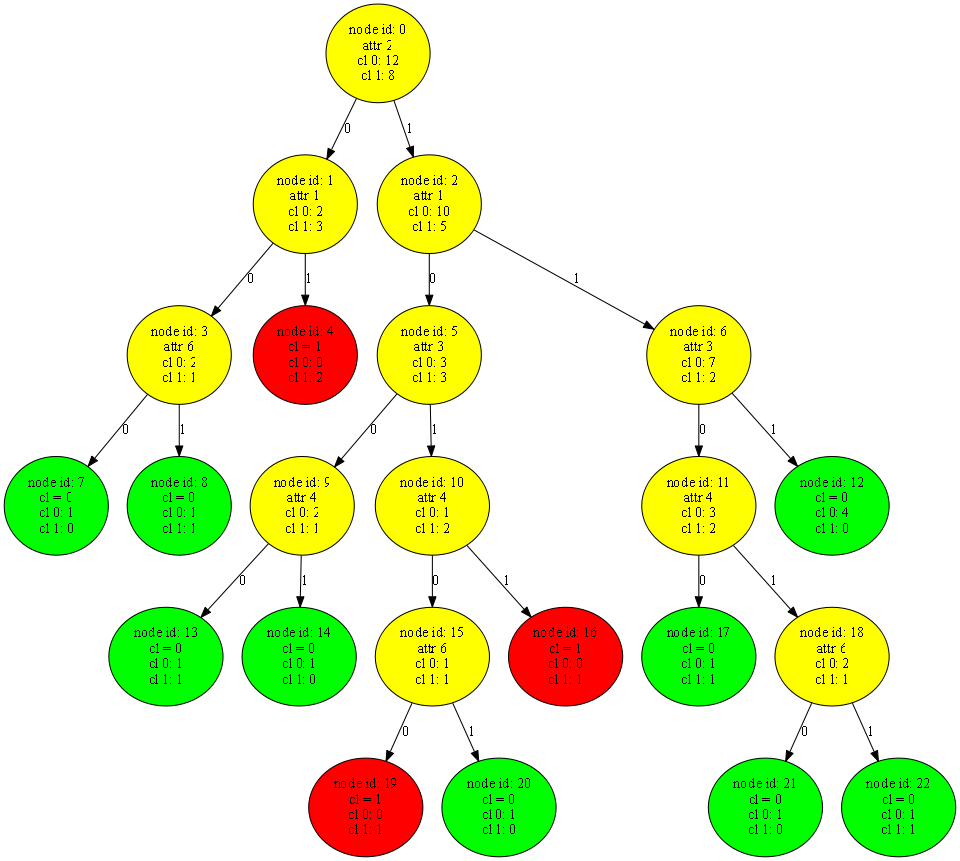 node id: 0
attr 2
cl 0: 12
cl 1: 8
0
1
node id: 1
attr 1
cl 0: 2
cl 1: 3
node id: 2
attr 1
cl 0: 10
cl 1: 5
0
1
0
1
node id: 3
attr 6
cl 0: 2
cl 1: 1
node id: 4
cl = 1
cl 0: 0
cl 1: 2
node id: 5
attr 3
cl 0: 3
cl 1: 3
node id: 6
attr 3
cl 0: 7
cl 1: 2
0
1
0
1
0
1
node id: 7
cl = 0
cl 0: 1
cl 1: 0
node id: 8
cl = 0
cl 0: 1
cl 1: 1
node id: 9
attr 4
cl 0: 2
cl 1: 1
node id: 10
attr 4
cl 0: 1
cl 1: 2
node id: 11
attr 4
cl 0: 3
cl 1: 2
node id: 12
cl = 0
cl 0: 4
cl 1: 0
0
1
0
1
0
1
node id: 13
cl = 0
cl 0: 1
cl 1: 1
node id: 14
cl = 0
cl 0: 1
cl 1: 0
node id: 15
attr 6
cl 0: 1
cl 1: 1
node id: 16
cl = 1
cl 0: 0
cl 1: 1
node id: 17
cl = 0
cl 0: 1
cl 1: 1
node id: 18
attr 6
cl 0: 2
cl 1: 1
0
1
0
1
node id: 19
cl = 1
cl 0: 0
cl 1: 1
node id: 20
cl = 0
cl 0: 1
cl 1: 0
node id: 21
cl = 0
cl 0: 1
cl 1: 0
node id: 22
cl = 0
cl 0: 1
cl 1: 1